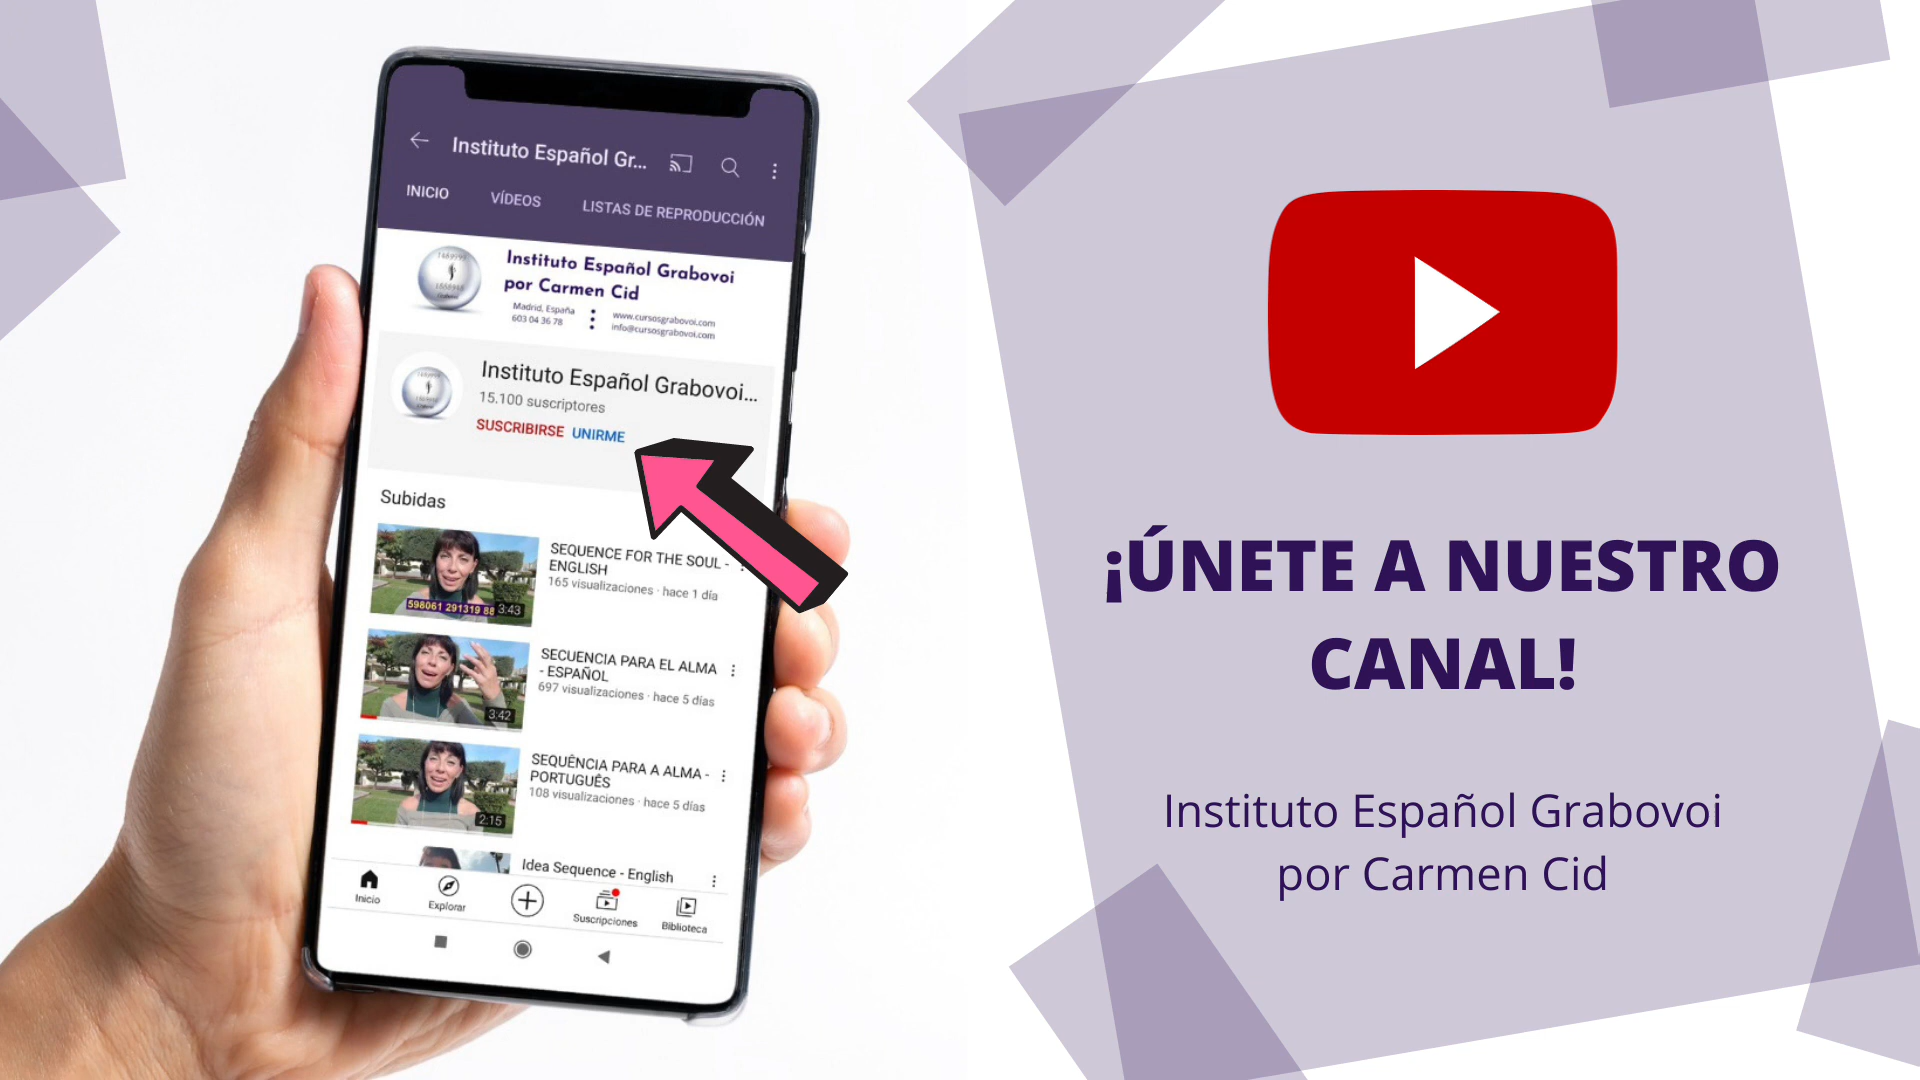 Instituto Español Gr...
INICIO VÍDEOS LISTAS DE REPRODUCCIÓN
Instituto Español Grabovoi
por Carmen Cid
Madrid, España
603 04 36 78
www.cursosgrabovoi.com
info@cursosgrabovoi.com
Instituto Español Grabovoi...
15.100 suscriptores
SUSCRIBIRSE UNIRME
Subidas
SEQUENCE FOR THE SOUL -
ENGLISH
165 visualizaciones · hace 1 día
598061 291319 88 3:43
SECUENCIA PARA EL ALMA
- ESPAÑOL
697 visualizaciones · hace 5 días
3:42
SEQUÊNCIA PARA A ALMA -
PORTUGUÊS
108 visualizaciones · hace 5 días
2:15
Idea Sequence - English
Inicio Explorar Suscripciones Biblioteca
¡ÚNETE A NUESTRO
CANAL!
Instituto Español Grabovoi
por Carmen Cid